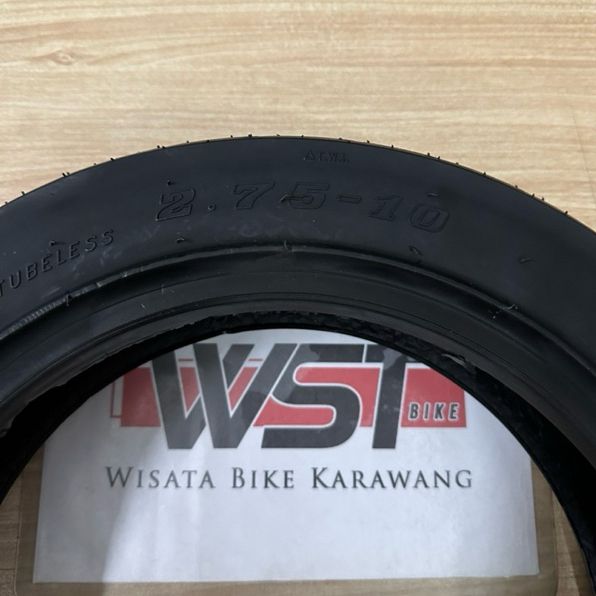 △T.W.I.
2.75-10
TUBELESS
WST
BIKE
WISATA BIKE KARAWANG